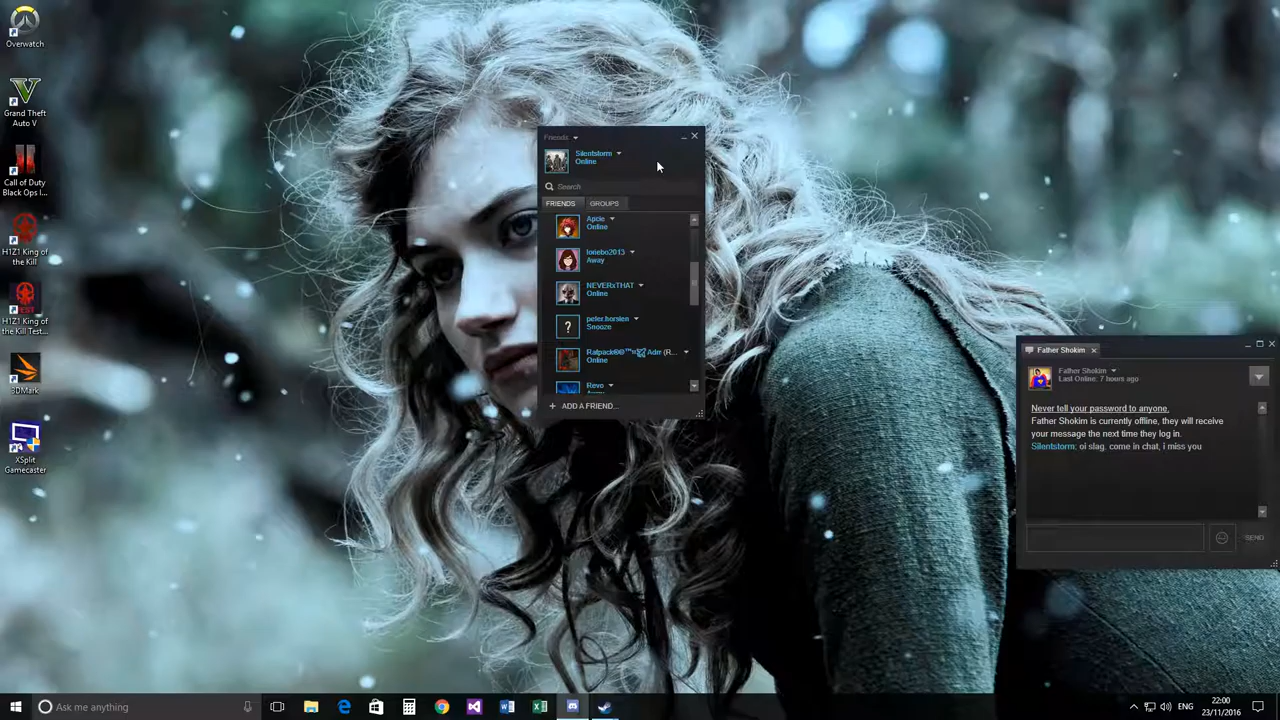 Overwatch
Grand Theft
Auto V
Call of Duty
Black Ops I...
H1Z1 King of
the Kill
H1Z1 King of
the Kill Test...
3DMark
XSplit
Gamecaster
Friends
Silentstorm
Online
Search
FRIENDS GROUPS
Apcie
Online
loriebo2013
Away
NEVERxTHAT
Online
peter.horsten
Snooze
Online
Revo
ADD A FRIEND...
Father Shokim
Father Shokim
Last Online: 7 hours ago
Never tell your password to anyone.
Father Shokim is currently offline, they will receive
your message the next time they log in.
Silentstorm: oi slag, come in chat, i miss you
SEND
Ask me anything
ENG
22:00
23/11/2016